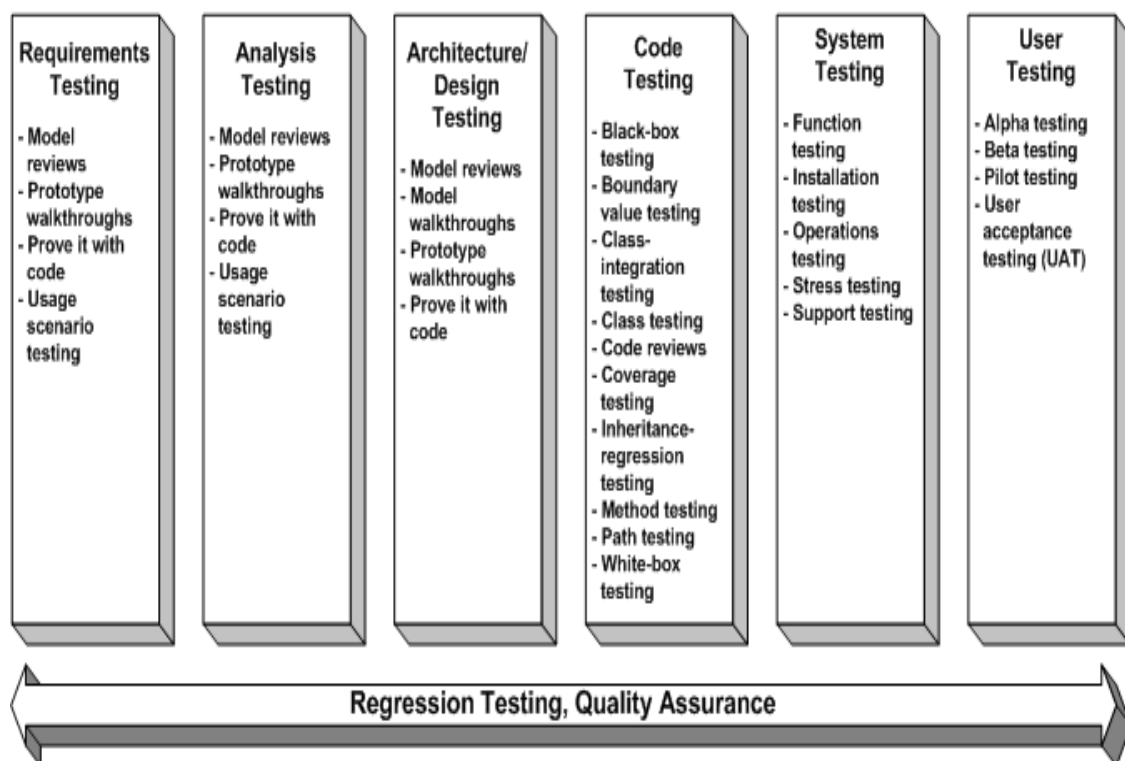 Requirements
Testing
- Model
reviews
- Prototype
walkthroughs
- Prove it with
code
- Usage
scenario
testing
Analysis
Testing
- Model reviews
- Prototype
walkthroughs
- Prove it with
code
- Usage
scenario
testing
Architecture/
Design
Testing
- Model reviews
- Model
walkthroughs
- Prototype
walkthroughs
- Prove it with
code
Code
Testing
- Black-box
testing
- Boundary
value testing
- Class-
integration
testing
- Class testing
- Code reviews
- Coverage
testing
- Inheritance-
regression
testing
- Method testing
- Path testing
- White-box
testing
System
Testing
- Function
testing
- Installation
testing
- Operations
testing
- Stress testing
- Support testing
User
Testing
- Alpha testing
- Beta testing
- Pilot testing
- User
acceptance
testing (UAT)
Regression Testing, Quality Assurance